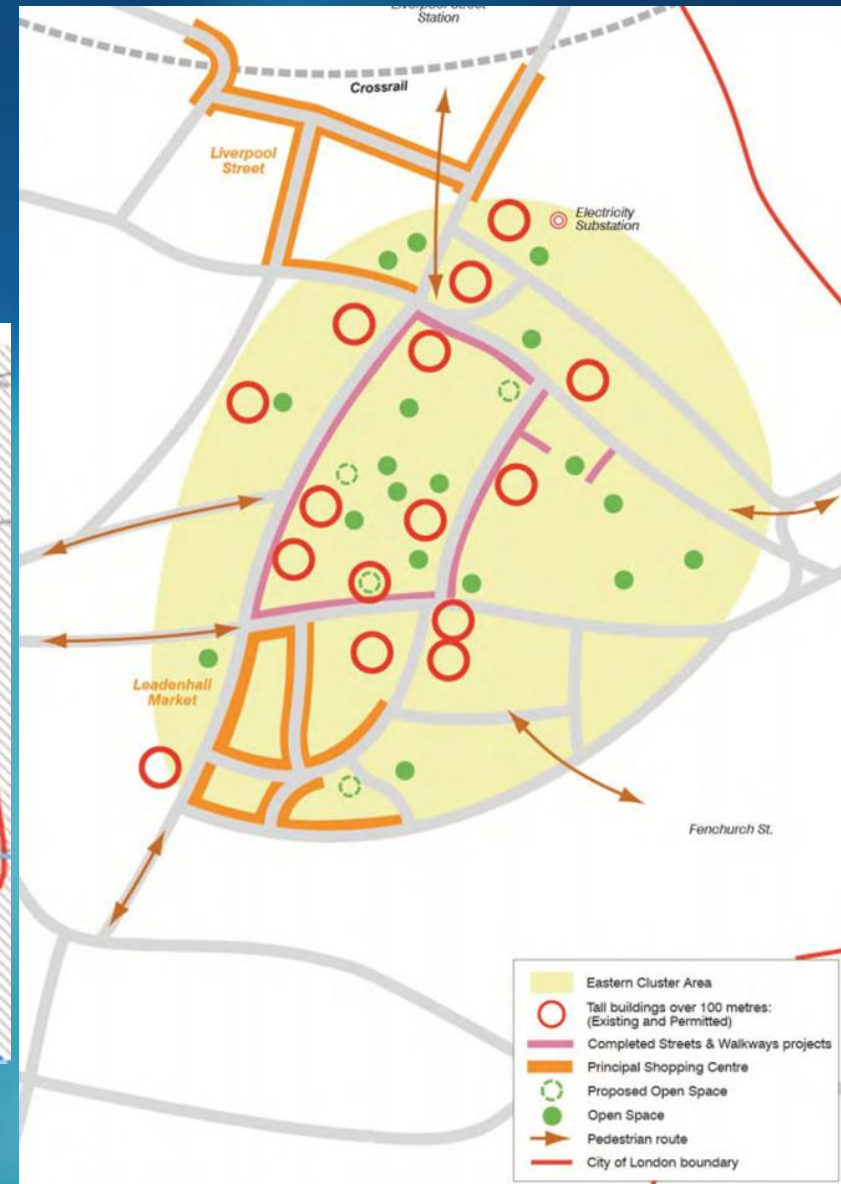 Liverpool Street
Station
Crossrail
Liverpool
Street
Electricity
Substation
Leadenhall
Market
Fenchurch St.
Eastern Cluster Area
Tall buildings over 100 metres:
(Existing and Permitted)
Completed Streets & Walkways projects
Principal Shopping Centre
Proposed Open Space
Open Space
Pedestrian route
City of London boundary